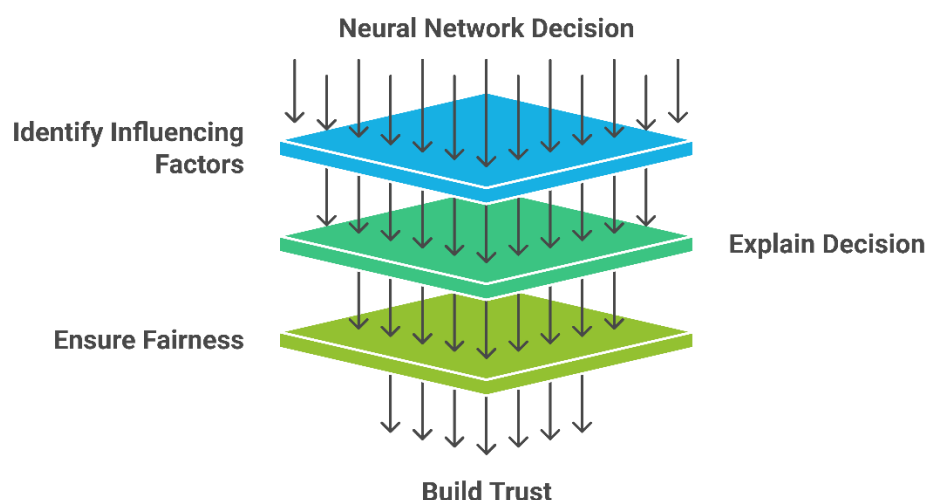 Neural Network Decision
Identify Influencing
Factors
Explain Decision
Ensure Fairness
Build Trust